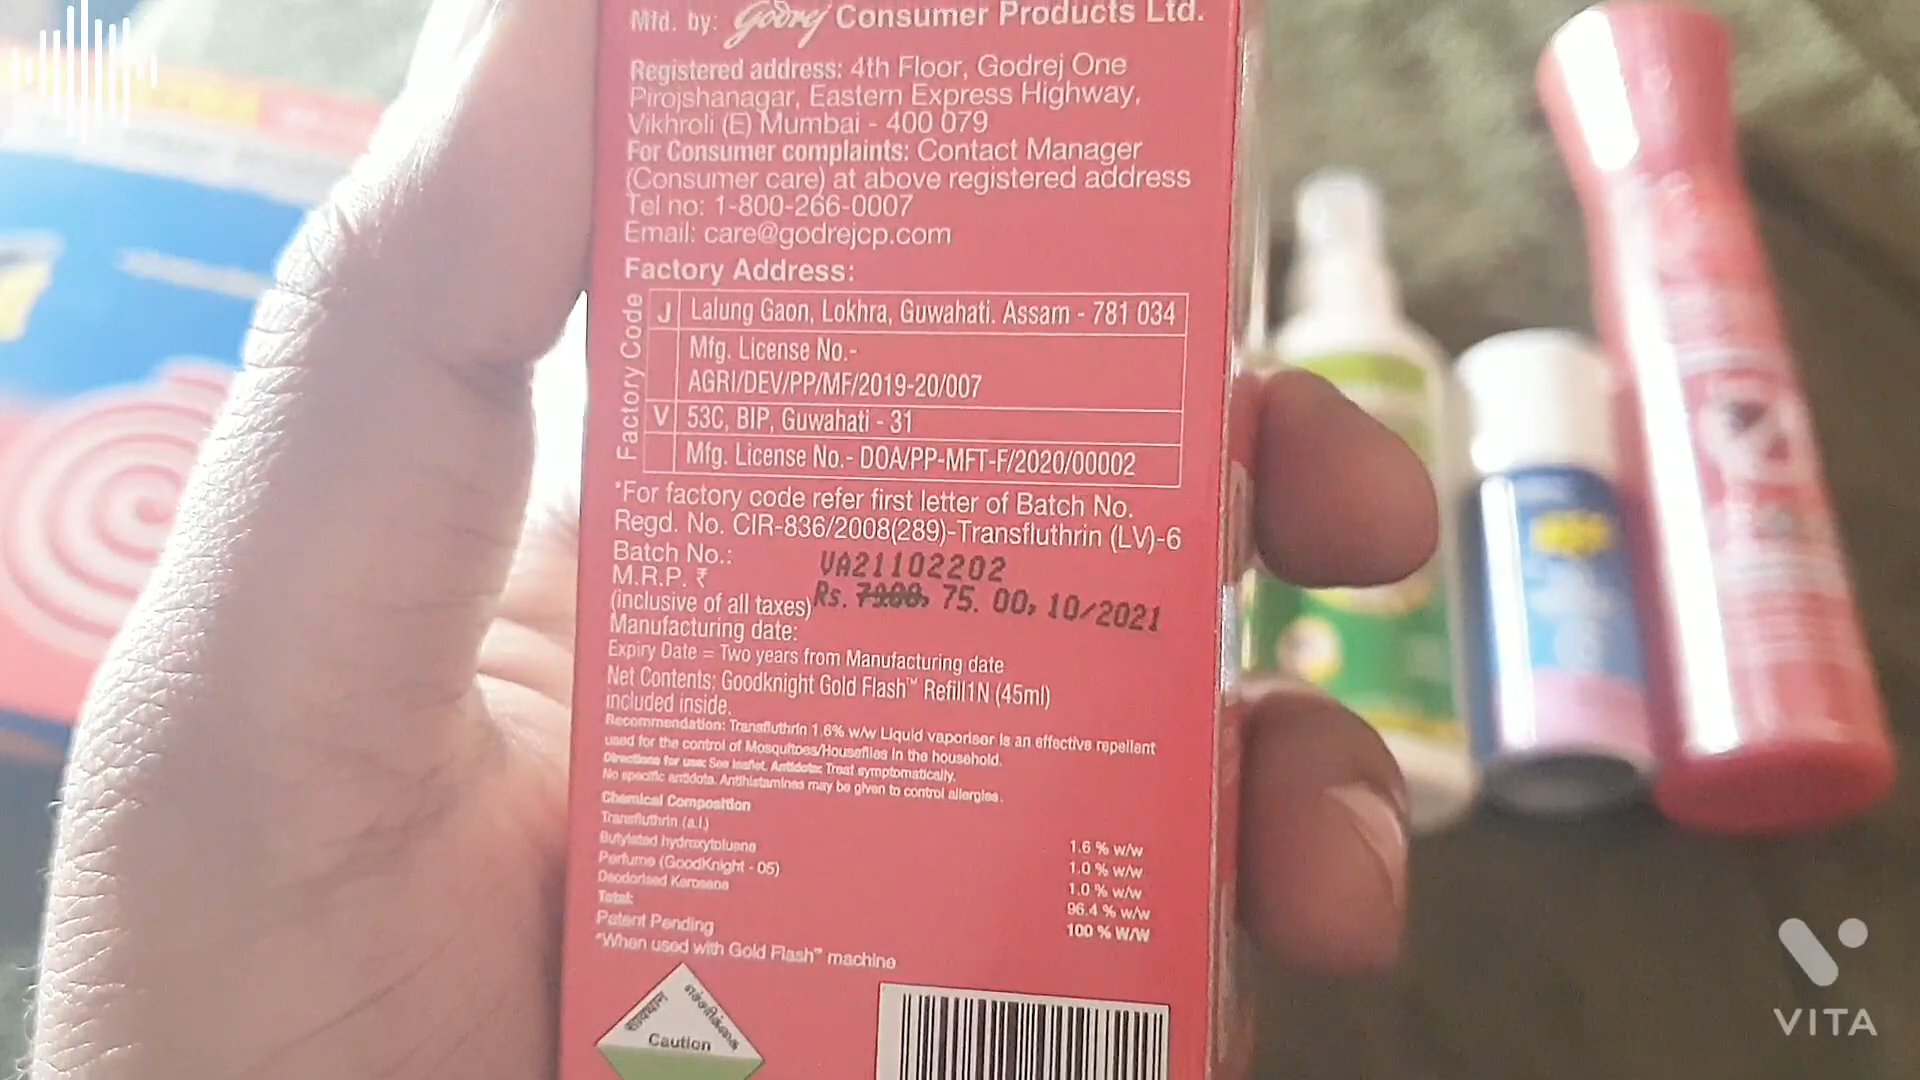 Mfd. by: Godrej Consumer Products Ltd.
Registered address: 4th Floor, Godrej One
Pirojshanagar, Eastern Express Highway,
Vikhroli (E) Mumbai - 400 079
For Consumer complaints: Contact Manager
(Consumer care) at above registered address
Tel no: 1-800-266-0007
Email: care@godrejcp.com
Factory Address:
Factory Code
J Lalung Gaon, Lokhra, Guwahati. Assam - 781 034
Mfg. License No.-
AGRI/DEV/PP/MF/2019-20/007
V 53C, BIP, Guwahati - 31
Mfg. License No.- DOA/PP-MFT-F/2020/00002
*For factory code refer first letter of Batch No.
Regd. No. CIR-836/2008(289)-Transfluthrin (LV)-6
Batch No.: VA21102202
M.R.P. ₹
(inclusive of all taxes) Rs. 75. 00, 10/2021
Manufacturing date:
Expiry Date = Two years from Manufacturing date
Net Contents: Goodknight Gold Flash™ Refill1N (45ml)
included inside.
Recommendation: Transfluthrin 1.6% w/w Liquid vaporiser is an effective repellent
used for the control of Mosquitoes/Houseflies in the household.
Directions for use: See leaflet. Antidote: Treat symptomatically.
No specific antidote. Antihistamines may be given to control allergies.
Chemical Composition
Transfluthrin (a.i.) 1.6 % w/w
Butylated hydroxytoluene 1.0 % w/w
Perfume (GoodKnight - 05) 1.0 % w/w
Deodorised Kerosene 96.4 % w/w
Total: 100 % W/W
Patent Pending
*When used with Gold Flash™ machine
सावधान
எச்சரிக்கை
Caution
VITA